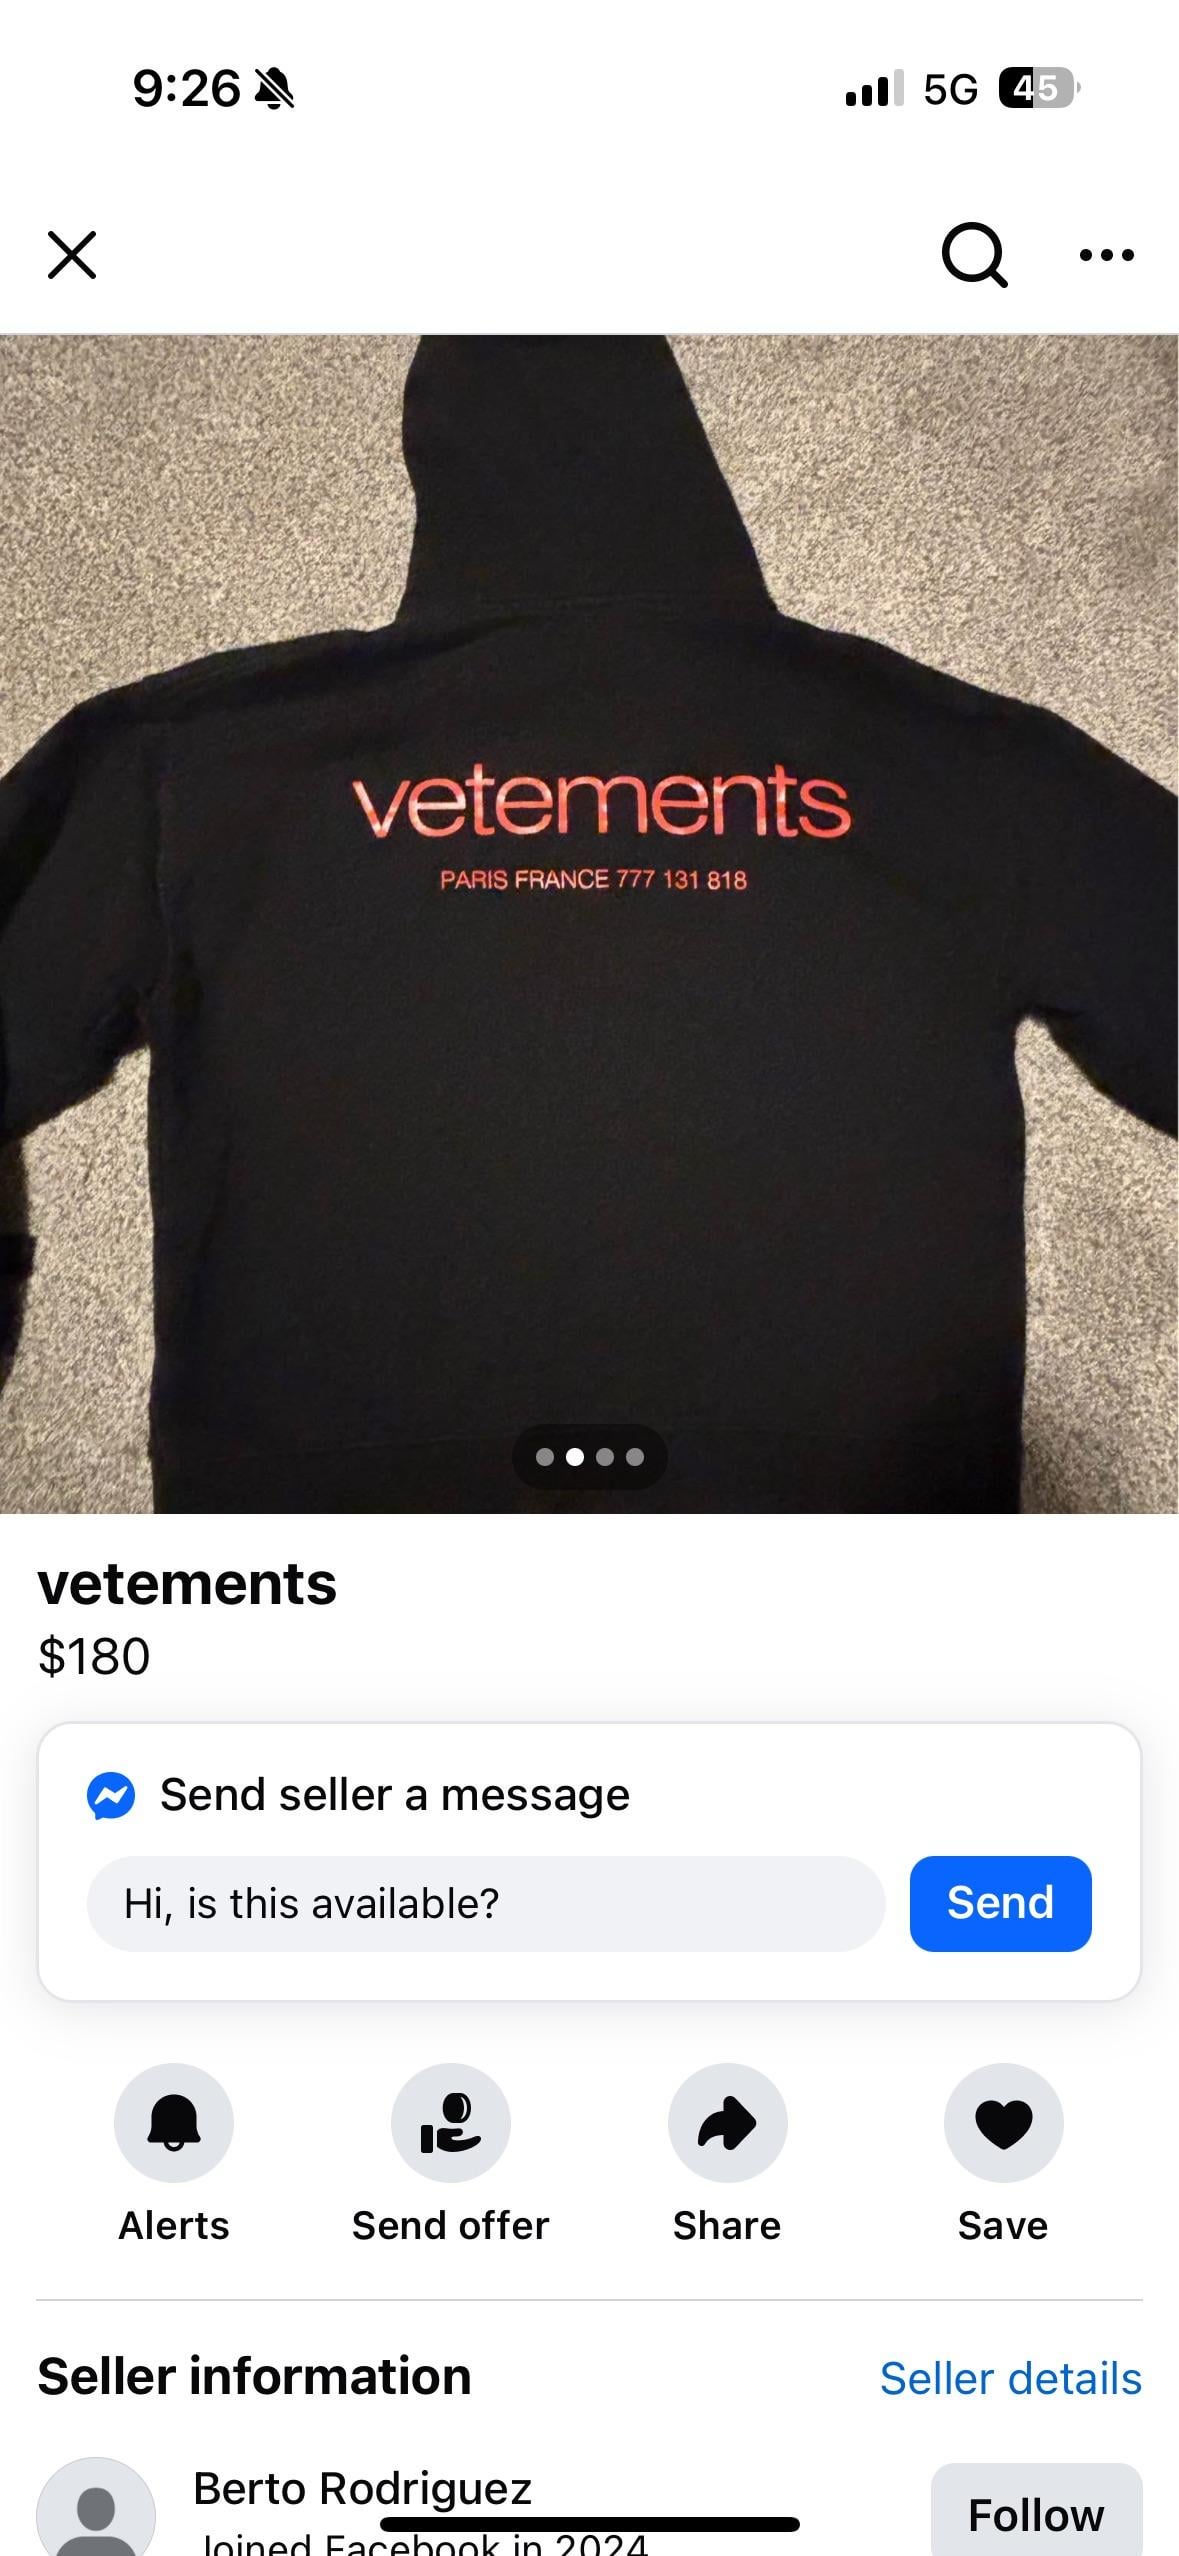 9:26
5G 45
vetements
PARIS FRANCE 777 131 818
vetements
$180
Send seller a message
Hi, is this available?
Send
Alerts
Send offer
Share
Save
Seller information
Seller details
Berto Rodriguez
Follow
Joined Facebook in 2024